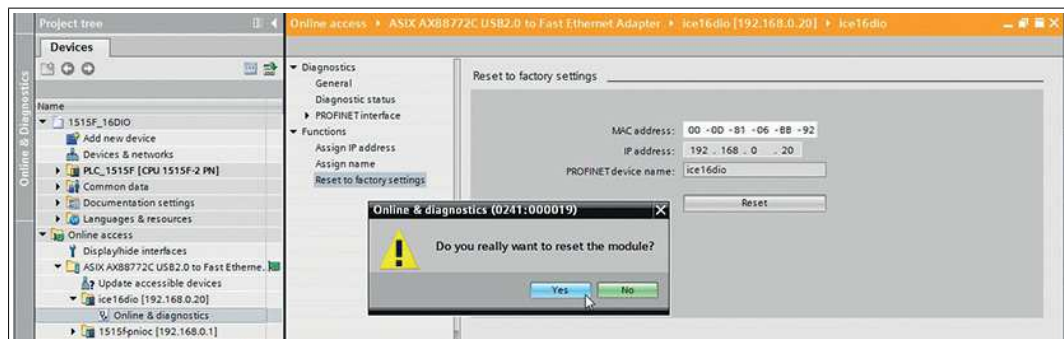 Project tree
Online access ▸ ASIX AX88772C USB2.0 to Fast Ethernet Adapter ▸ ice16dio [192.168.0.20] ▸ ice16dio
Devices
Online & Diagnostics
Name
1515F_16DIO
Add new device
Devices & networks
PLC_1515F [CPU 1515F-2 PN]
Common data
Documentation settings
Languages & resources
Online access
Display/hide interfaces
ASIX AX88772C USB2.0 to Fast Etherne..
Update accessible devices
ice16dio [192.168.0.20]
Online & diagnostics
1515f-pnioc [192.168.0.1]
Diagnostics
General
Diagnostic status
PROFINET interface
Functions
Assign IP address
Assign name
Reset to factory settings
Reset to factory settings
MAC address: 00 -0D -81 -06 -BB -92
IP address: 192 . 168 . 0 . 20
PROFINET device name: ice16dio
Reset
Online & diagnostics (0241:000019)
Do you really want to reset the module?
Yes No